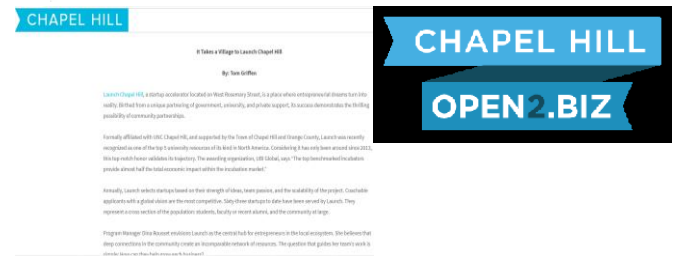 CHAPEL HILL
It Takes a Village to Launch Chapel Hill
By: Tom Griffen
Launch Chapel Hill, a startup accelerator located on West Rosemary Street, is a place where entrepreneurial dreams turn into
reality. Birthed from a unique partnering of government, university, and private support, its success demonstrates the thrilling
possibility of community partnerships.
Formally affiliated with UNC Chapel Hill, and supported by the Town of Chapel Hill and Orange County, Launch was recently
recognized as one of the top 5 university resources of its kind in North America. Considering it has only been around since 2013,
this top notch honor validates its trajectory. The awarding organization, UBI Global, says "The top benchmarked incubators
provide almost half the total economic impact within the incubation market."
Annually, Launch selects startups based on their strength of ideas, team passion, and the scalability of the project. Coachable
applicants with a global vision are the most competitive. Sixty three startups to date have been served by Launch. They
represent a cross section of the population: students, faculty or recent alumni, and the community at large.
Program Manager Dina Rousset envisions Launch as the central hub for entrepreneurs in the local ecosystem. She believes that
deep connections in the community create an incomparable network of resources. The question that guides her team's work is
simple: How can they help grow each business?
CHAPEL HILL
OPEN2.BIZ